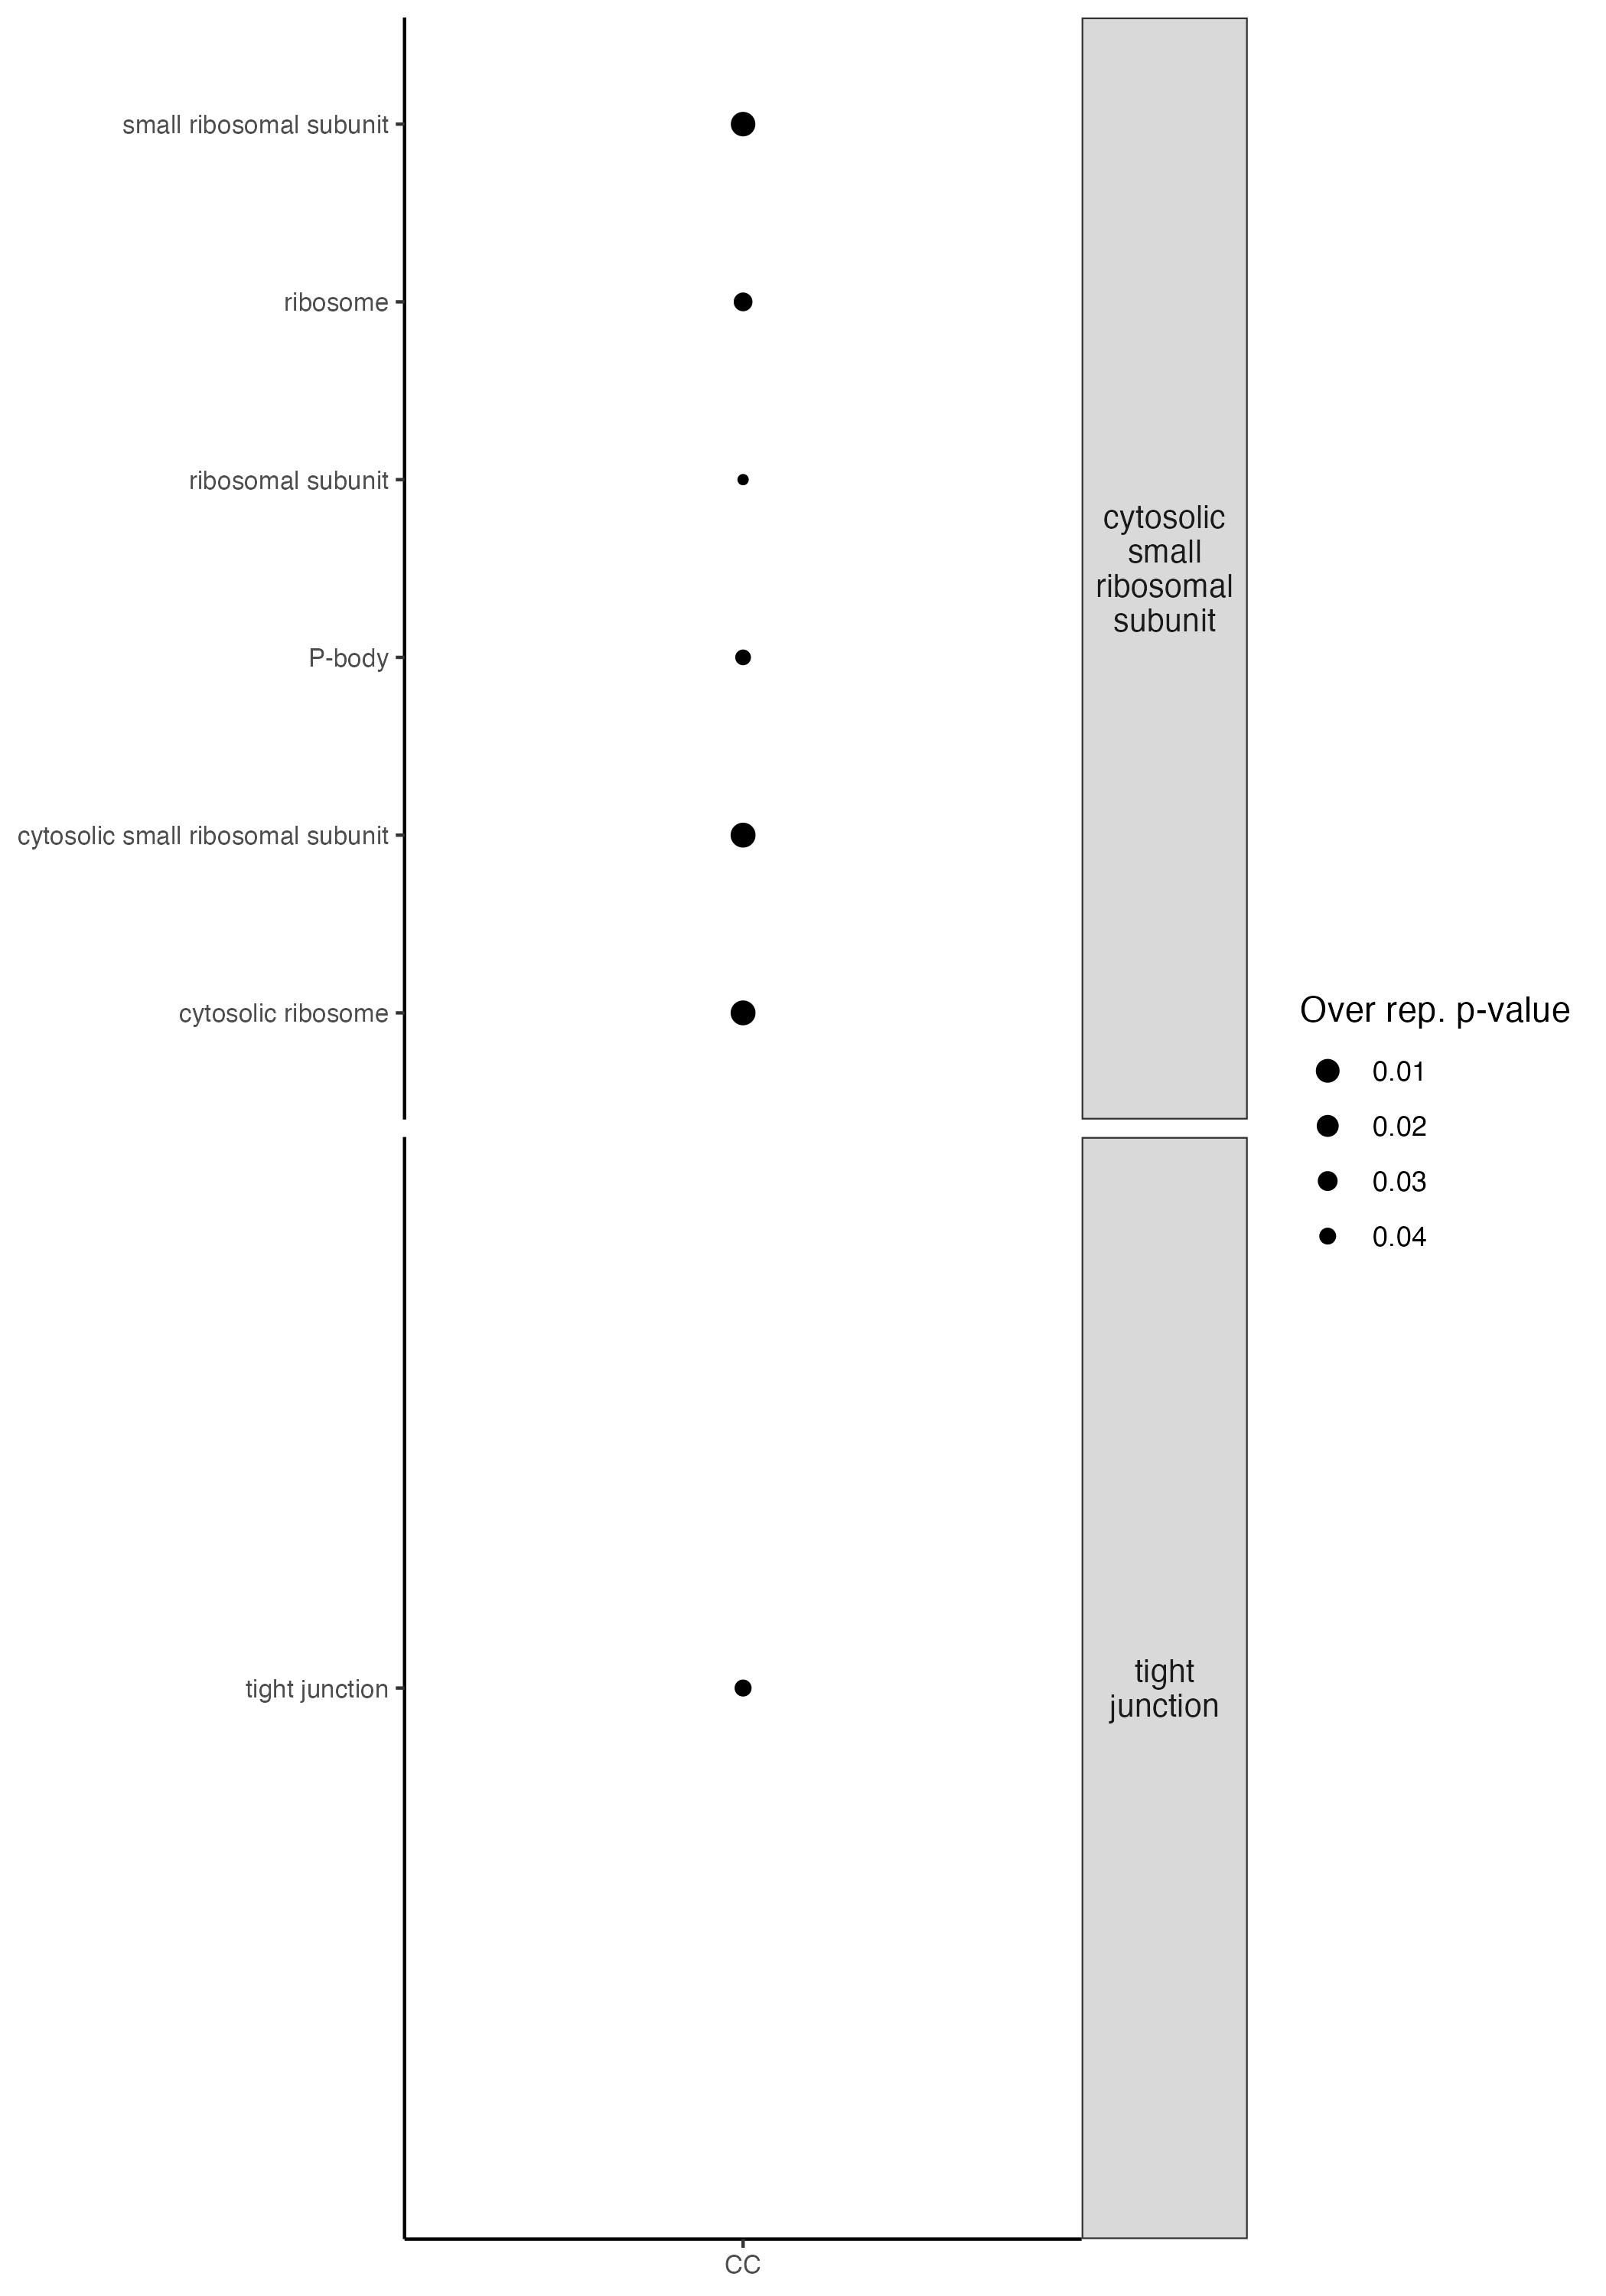 small ribosomal subunit
ribosome
ribosomal subunit
P-body
cytosolic small ribosomal subunit
cytosolic ribosome
cytosolic
small
ribosomal
subunit
tight junction
tight
junction
CC
Over rep. p-value
0.01
0.02
0.03
0.04